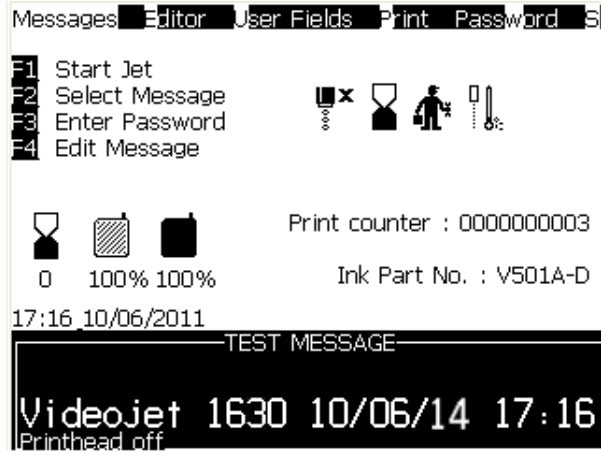 Messages Editor User Fields Print Password S
F1 Start Jet
F2 Select Message
F3 Enter Password
F4 Edit Message
Print counter : 0000000003
0 100% 100%
Ink Part No. : V501A-D
17:16 10/06/2011
TEST MESSAGE
Videojet 1630 10/06/14 17:16
Printhead off